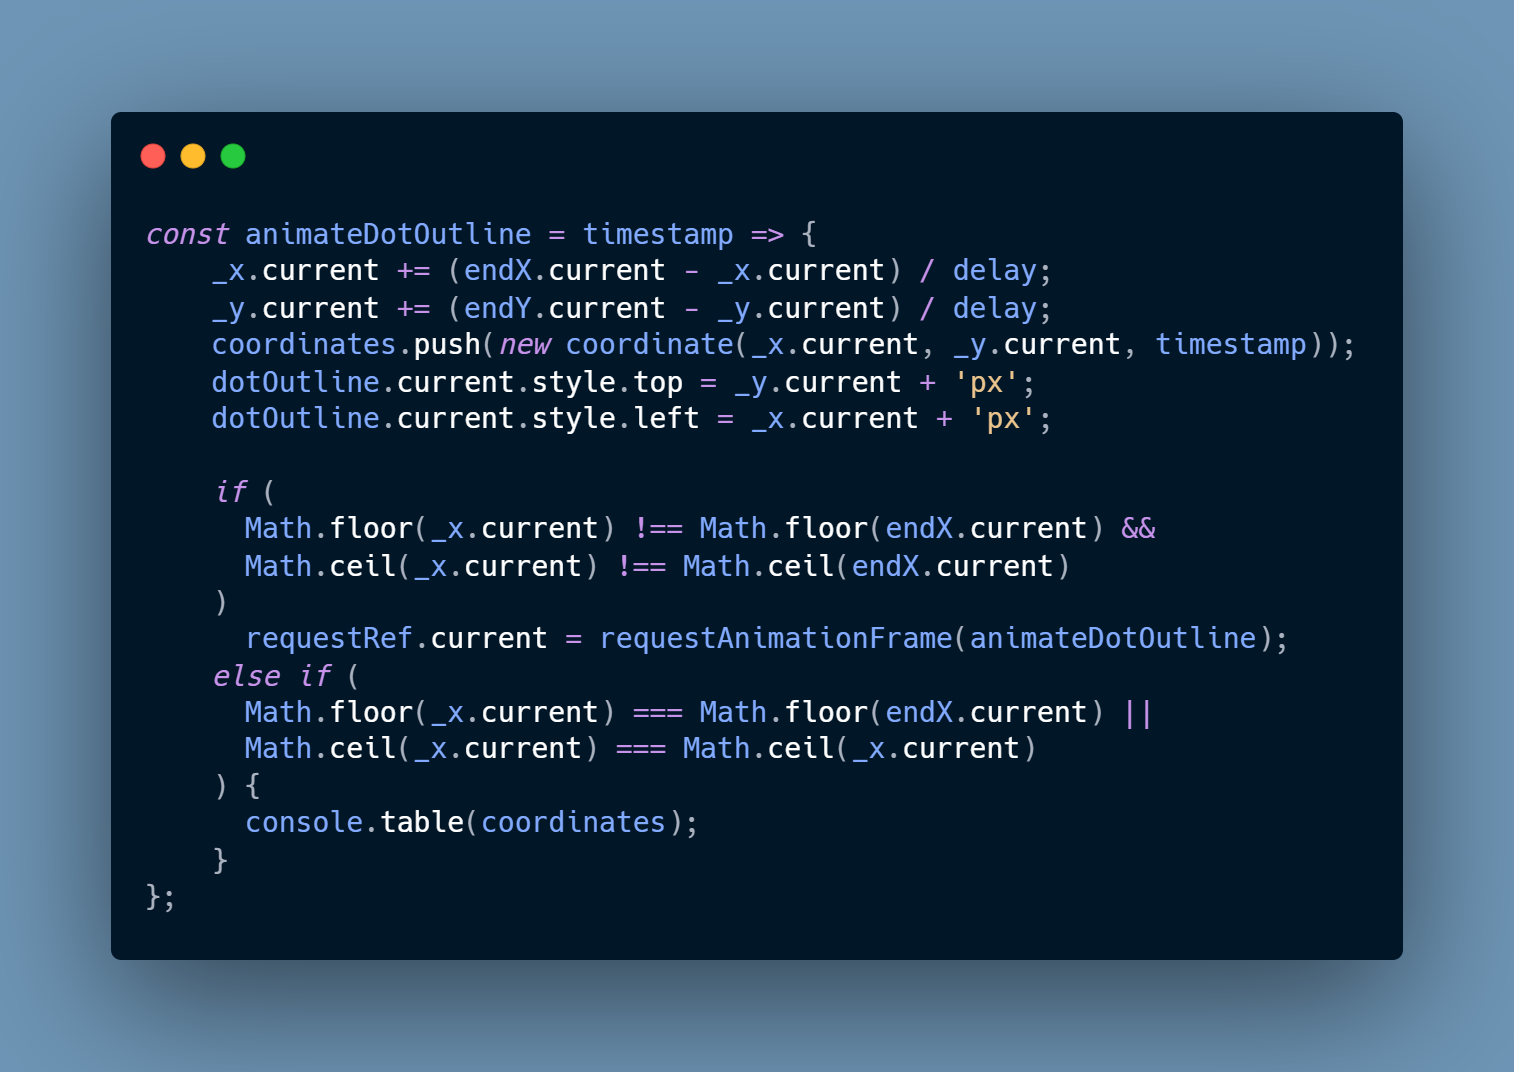 const animateDotOutline = timestamp => {
    _x.current += (endX.current - _x.current) / delay;
    _y.current += (endY.current - _y.current) / delay;
    coordinates.push(new coordinate(_x.current, _y.current, timestamp));
    dotOutline.current.style.top = _y.current + 'px';
    dotOutline.current.style.left = _x.current + 'px';

    if (
      Math.floor(_x.current) !== Math.floor(endX.current) &&
      Math.ceil(_x.current) !== Math.ceil(endX.current)
    )
      requestRef.current = requestAnimationFrame(animateDotOutline);
    else if (
      Math.floor(_x.current) === Math.floor(endX.current) ||
      Math.ceil(_x.current) === Math.ceil(_x.current)
    ) {
      console.table(coordinates);
    }
};